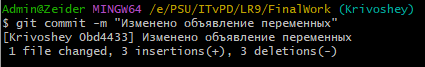 Admin@Zeider MINGW64 /e/PSU/ITvPD/LR9/FinalWork (Krivoshey)
$ git commit -m "Изменено объявление переменных"
[Krivoshey 0bd4433] Изменено объявление переменных
 1 file changed, 3 insertions(+), 3 deletions(-)